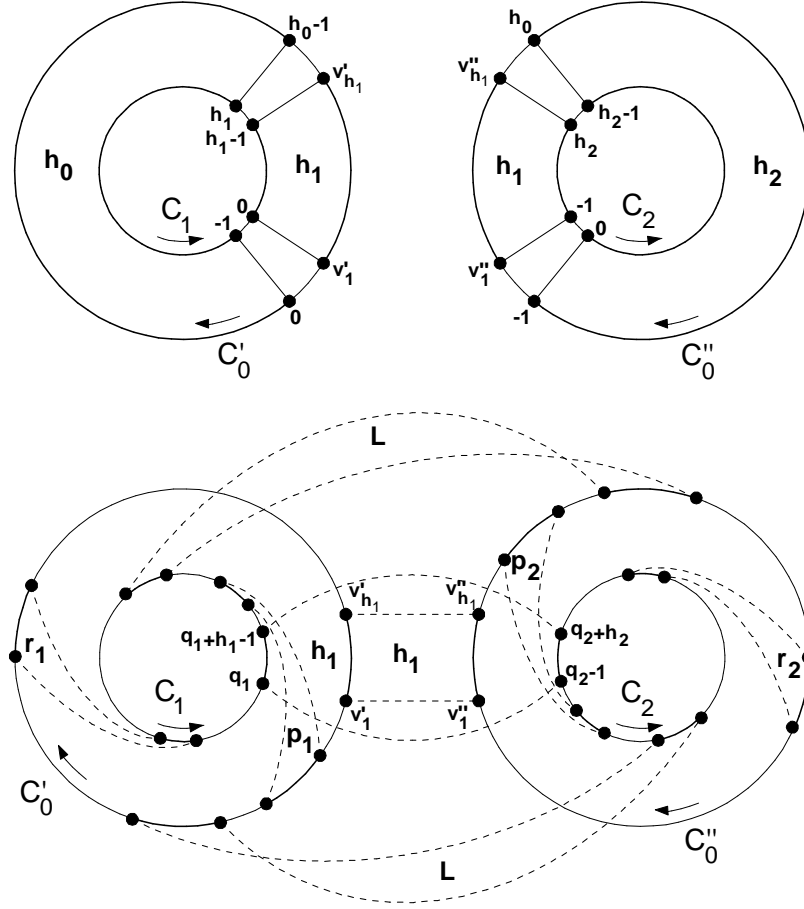 h₀-1
h₀
v'ₕ₁
v''ₕ₁
h₁
h₂-1
h₁-1
h₂
h₀
h₁
h₁
h₂
0
-1
-1
0
C₁
C₂
v'₁
v''₁
0
-1
C'₀
C''₀
L
p₂
v'ₕ₁
v''ₕ₁
q₁+h₁-1
q₂+h₂
r₁
h₁
h₁
r₂
q₁
q₂-1
C₁
C₂
v'₁
v''₁
p₁
C'₀
C''₀
L